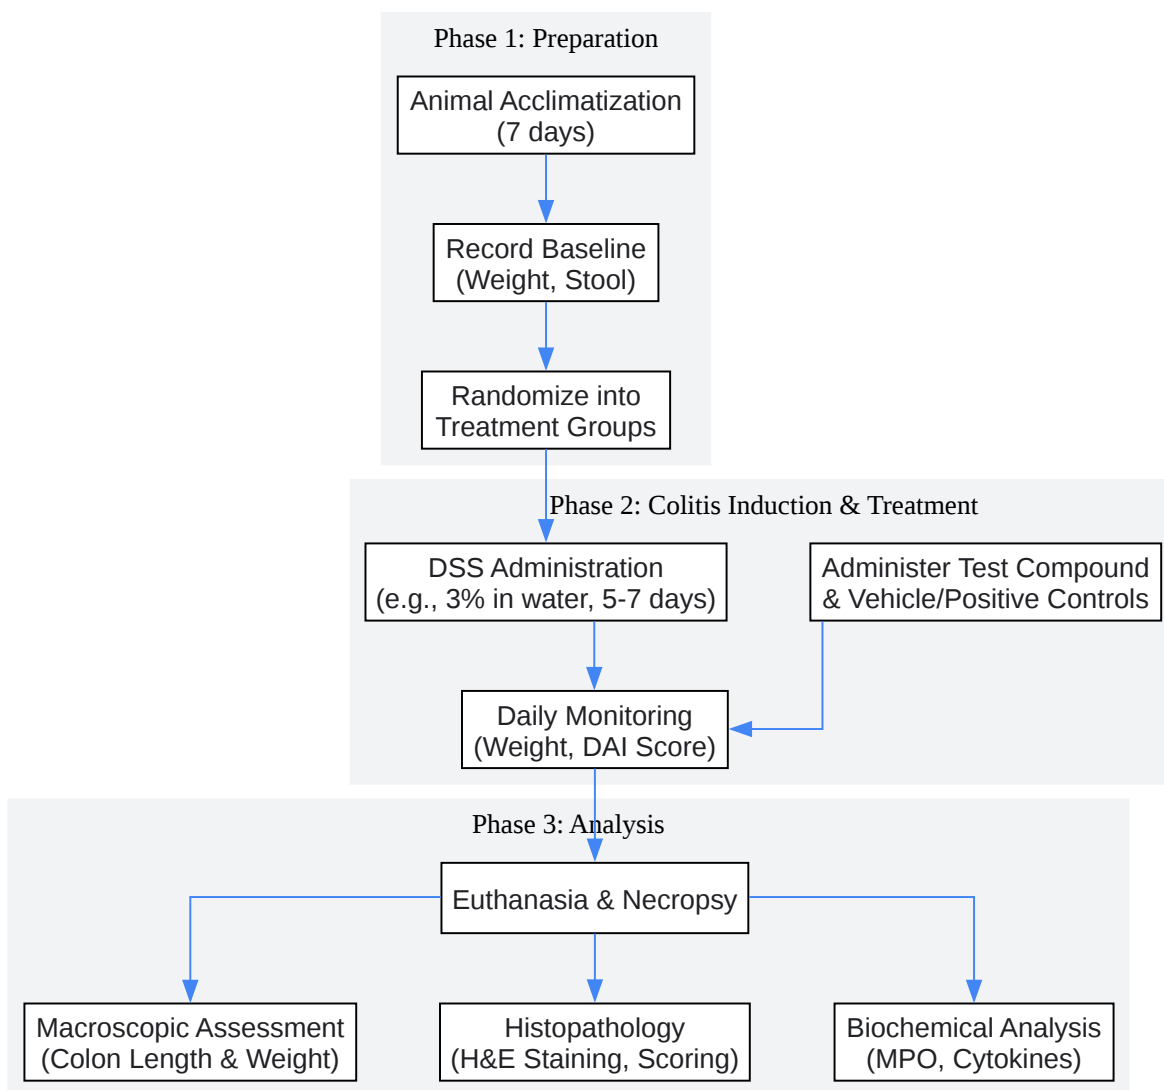 Phase 1: Preparation
Animal Acclimatization
(7 days)
Record Baseline
(Weight, Stool)
Randomize into
Treatment Groups
Phase 2: Colitis Induction & Treatment
DSS Administration
(e.g., 3% in water, 5-7 days)
Administer Test Compound
& Vehicle/Positive Controls
Daily Monitoring
(Weight, DAI Score)
Phase 3: Analysis
Euthanasia & Necropsy
Macroscopic Assessment
(Colon Length & Weight)
Histopathology
(H&E Staining, Scoring)
Biochemical Analysis
(MPO, Cytokines)